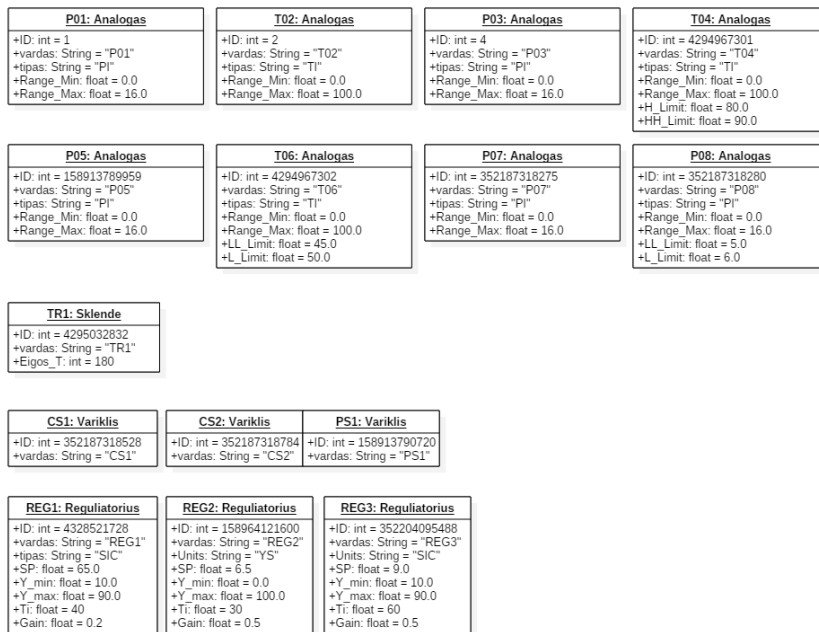 P01: Analogas
+ID: int = 1
+vardas: String = "P01"
+tipas: String = "PI"
+Range_Min: float = 0.0
+Range_Max: float = 16.0
T02: Analogas
+ID: int = 2
+vardas: String = "T02"
+tipas: String = "TI"
+Range_Min: float = 0.0
+Range_Max: float = 100.0
P03: Analogas
+ID: int = 4
+vardas: String = "P03"
+tipas: String = "PI"
+Range_Min: float = 0.0
+Range_Max: float = 16.0
T04: Analogas
+ID: int = 4294967301
+vardas: String = "T04"
+tipas: String = "TI"
+Range_Min: float = 0.0
+Range_Max: float = 100.0
+H_Limit: float = 80.0
+HH_Limit: float = 90.0
P05: Analogas
+ID: int = 158913789959
+vardas: String = "P05"
+tipas: String = "PI"
+Range_Min: float = 0.0
+Range_Max: float = 16.0
T06: Analogas
+ID: int = 4294967302
+vardas: String = "T06"
+tipas: String = "TI"
+Range_Min: float = 0.0
+Range_Max: float = 100.0
+LL_Limit: float = 45.0
+L_Limit: float = 50.0
P07: Analogas
+ID: int = 352187318275
+vardas: String = "P07"
+tipas: String = "PI"
+Range_Min: float = 0.0
+Range_Max: float = 16.0
P08: Analogas
+ID: int = 352187318280
+vardas: String = "P08"
+tipas: String = "PI"
+Range_Min: float = 0.0
+Range_Max: float = 16.0
+LL_Limit: float = 5.0
+L_Limit: float = 6.0
TR1: Sklende
+ID: int = 4295032832
+vardas: String = "TR1"
+Eigos_T: int = 180
CS1: Variklis
+ID: int = 352187318528
+vardas: String = "CS1"
CS2: Variklis
+ID: int = 352187318784
+vardas: String = "CS2"
PS1: Variklis
+ID: int = 158913790720
+vardas: String = "PS1"
REG1: Reguliatorius
+ID: int = 4328521728
+vardas: String = "REG1"
+tipas: String = "SIC"
+SP: float = 65.0
+Y_min: float = 10.0
+Y_max: float = 90.0
+Ti: float = 40
+Gain: float = 0.2
REG2: Reguliatorius
+ID: int = 158964121600
+vardas: String = "REG2"
+Units: String = "YS"
+SP: float = 6.5
+Y_min: float = 0.0
+Y_max: float = 100.0
+Ti: float = 30
+Gain: float = 0.5
REG3: Reguliatorius
+ID: int = 352204095488
+vardas: String = "REG3"
+Units: String = "SIC"
+SP: float = 9.0
+Y_min: float = 10.0
+Y_max: float = 90.0
+Ti: float = 60
+Gain: float = 0.5